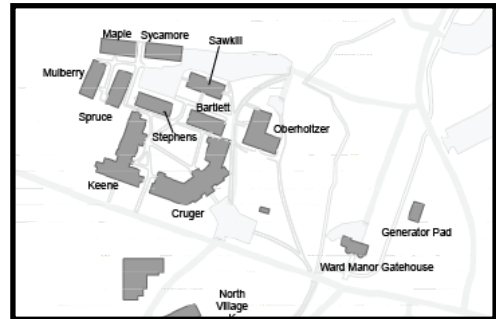 Maple
Sycamore
Sawkill
Mulberry
Bartlett
Spruce
Stephens
Oberholtzer
Keene
Cruger
Generator Pad
Ward Manor Gatehouse
North
Village